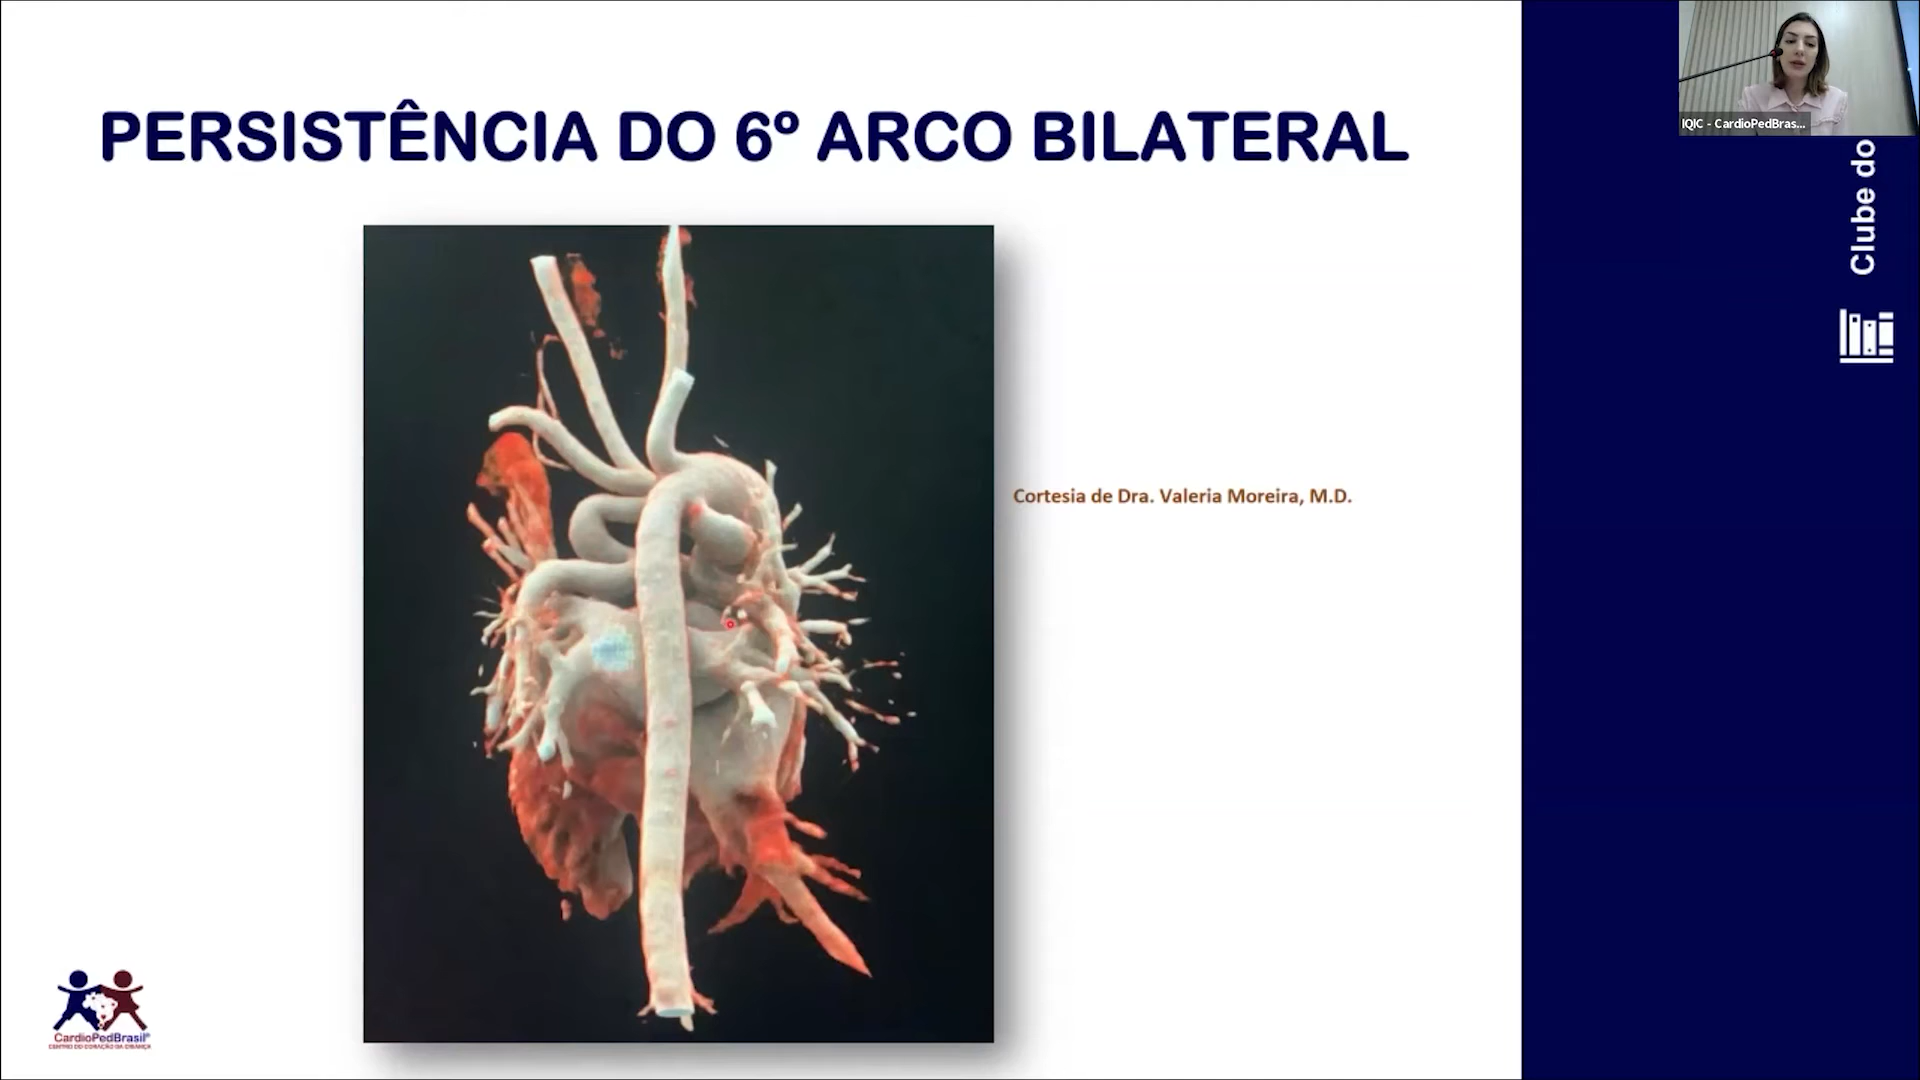 PERSISTÊNCIA DO 6º ARCO BILATERAL
IQIC - CardioPedBras...
Clube do
Cortesia de Dra. Valeria Moreira, M.D.
CardioPedBrasil®
CENTRO DO CORAÇÃO DA CRIANÇA